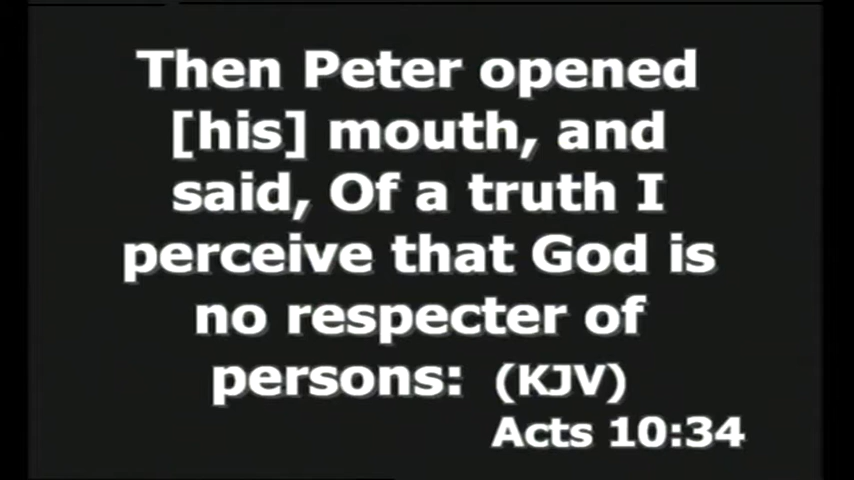 Then Peter opened
[his] mouth, and
said, Of a truth I
perceive that God is
no respecter of
persons: (KJV)
Acts 10:34